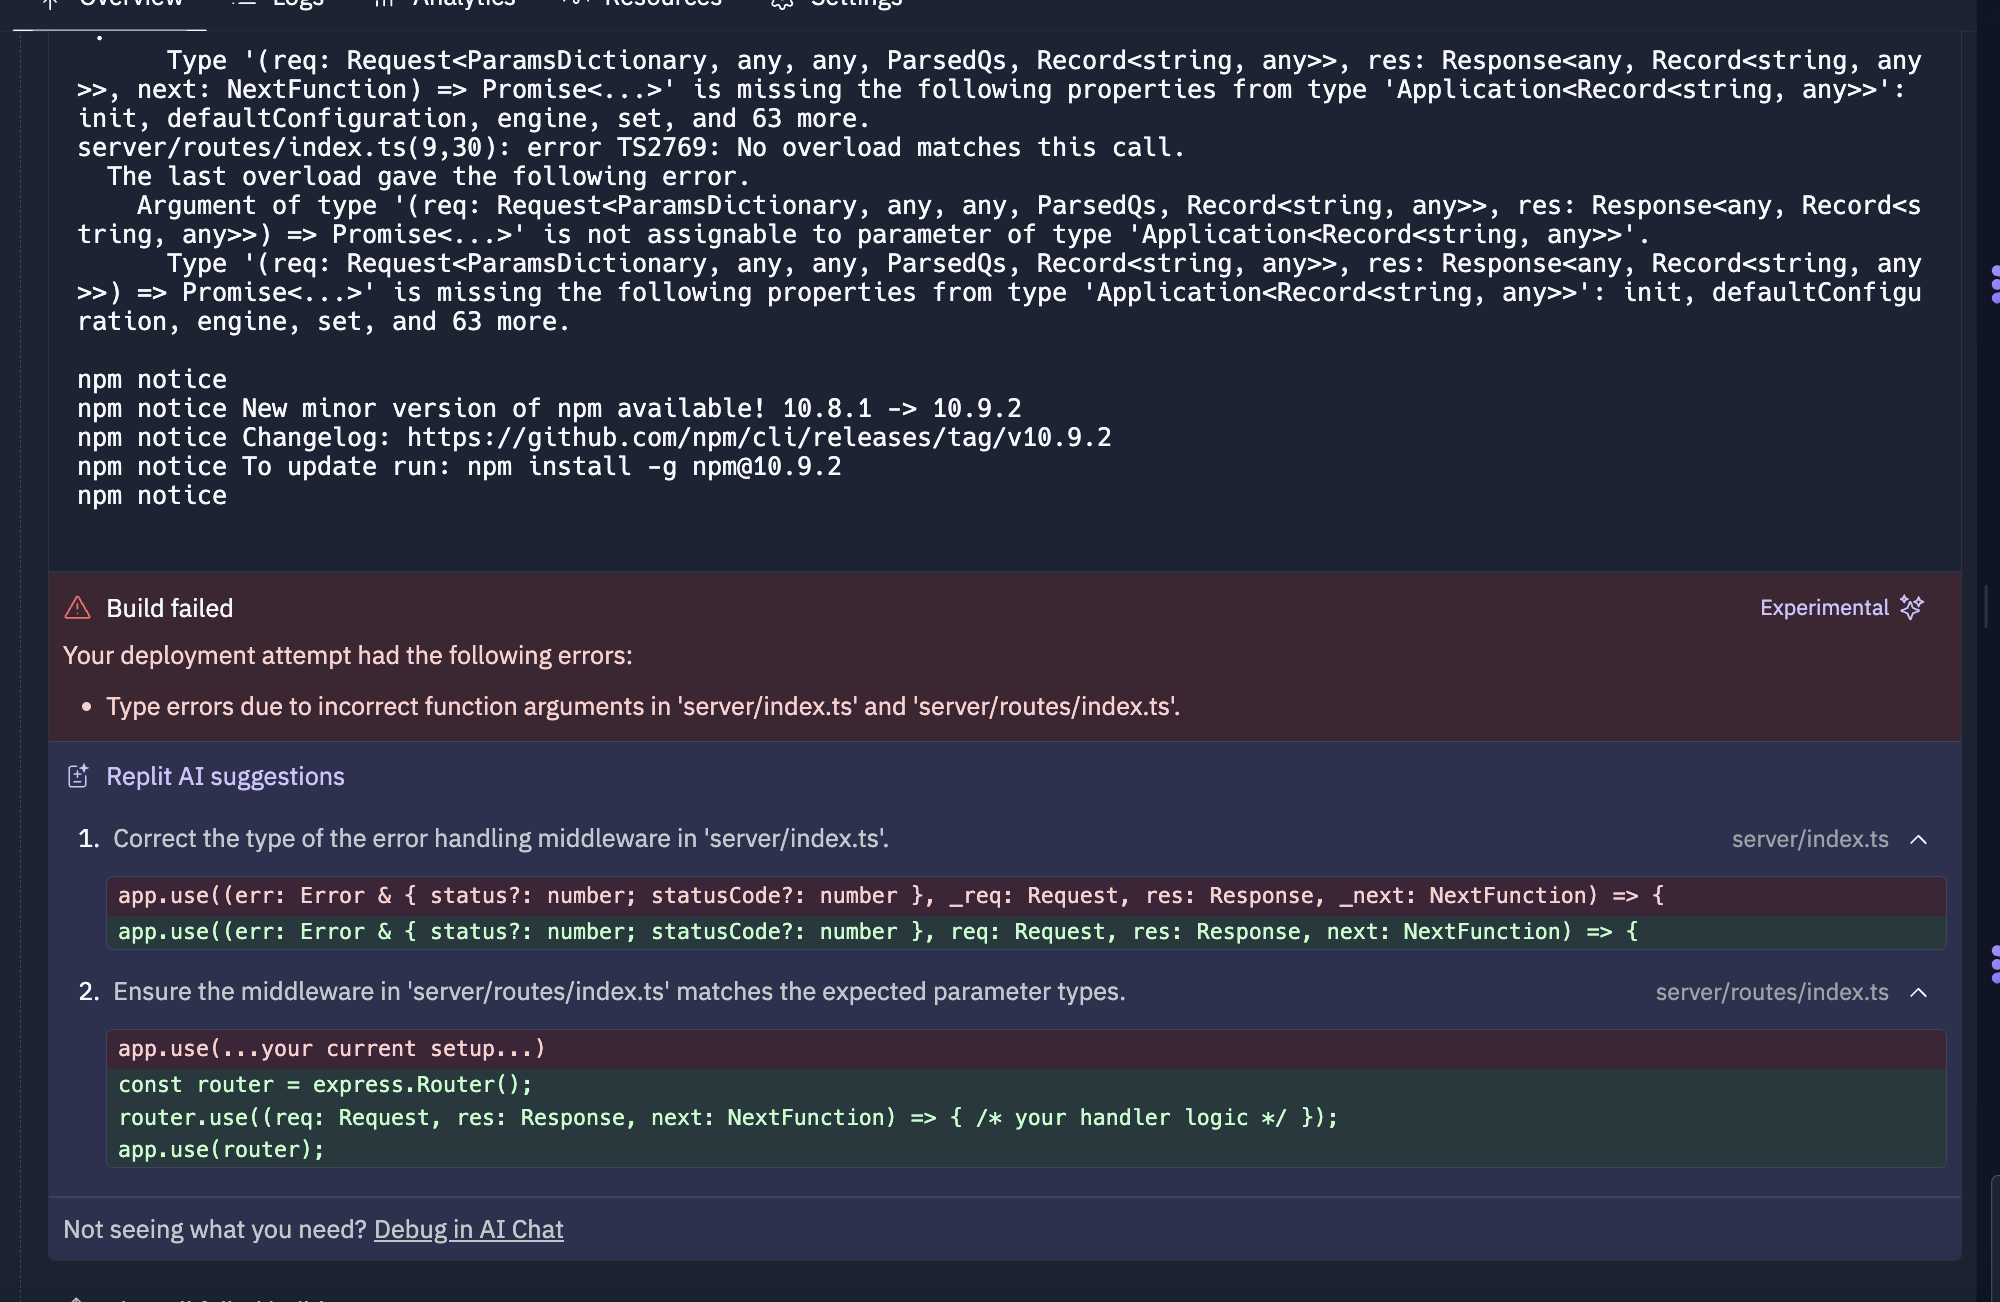 Overview Logs Analytics Resources Settings
.
Type '(req: Request<ParamsDictionary, any, any, ParsedQs, Record<string, any>>, res: Response<any, Record<string, any
>>, next: NextFunction) => Promise<...>' is missing the following properties from type 'Application<Record<string, any>>':
init, defaultConfiguration, engine, set, and 63 more.
server/routes/index.ts(9,30): error TS2769: No overload matches this call.
The last overload gave the following error.
Argument of type '(req: Request<ParamsDictionary, any, any, ParsedQs, Record<string, any>>, res: Response<any, Record<s
tring, any>>) => Promise<...>' is not assignable to parameter of type 'Application<Record<string, any>>'.
Type '(req: Request<ParamsDictionary, any, any, ParsedQs, Record<string, any>>, res: Response<any, Record<string, any
>>) => Promise<...>' is missing the following properties from type 'Application<Record<string, any>>': init, defaultConfigu
ration, engine, set, and 63 more.
npm notice
npm notice New minor version of npm available! 10.8.1 -> 10.9.2
npm notice Changelog: https://github.com/npm/cli/releases/tag/v10.9.2
npm notice To update run: npm install -g npm@10.9.2
npm notice
Build failed
Experimental
Your deployment attempt had the following errors:
• Type errors due to incorrect function arguments in 'server/index.ts' and 'server/routes/index.ts'.
Replit AI suggestions
1. Correct the type of the error handling middleware in 'server/index.ts'.
server/index.ts
app.use((err: Error & { status?: number; statusCode?: number }, _req: Request, res: Response, _next: NextFunction) => {
app.use((err: Error & { status?: number; statusCode?: number }, req: Request, res: Response, next: NextFunction) => {
2. Ensure the middleware in 'server/routes/index.ts' matches the expected parameter types.
server/routes/index.ts
app.use(...your current setup...)
const router = express.Router();
router.use((req: Request, res: Response, next: NextFunction) => { /* your handler logic */ });
app.use(router);
Not seeing what you need? Debug in AI Chat